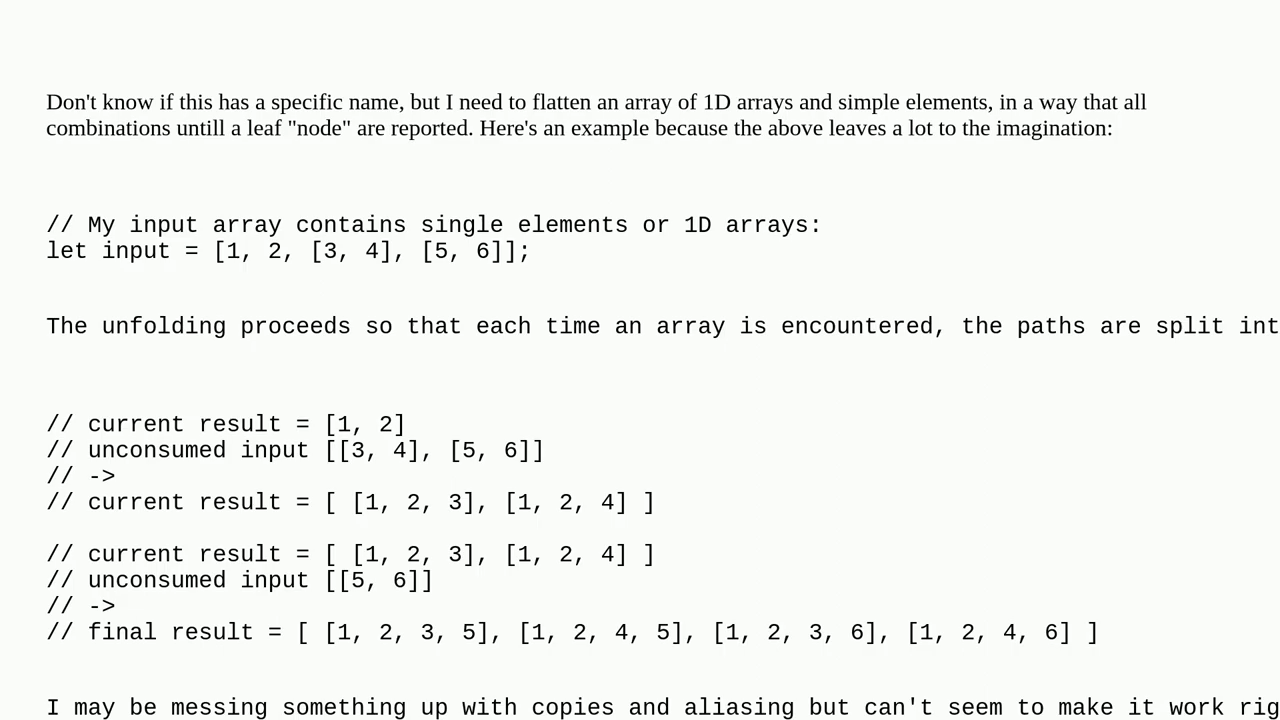 Don't know if this has a specific name, but I need to flatten an array of 1D arrays and simple elements, in a way that all
combinations untill a leaf "node" are reported. Here's an example because the above leaves a lot to the imagination:
// My input array contains single elements or 1D arrays:
let input = [1, 2, [3, 4], [5, 6]];
The unfolding proceeds so that each time an array is encountered, the paths are split int
// current result = [1, 2]
// unconsumed input [[3, 4], [5, 6]]
// ->
// current result = [ [1, 2, 3], [1, 2, 4] ]
// current result = [ [1, 2, 3], [1, 2, 4] ]
// unconsumed input [[5, 6]]
// ->
// final result = [ [1, 2, 3, 5], [1, 2, 4, 5], [1, 2, 3, 6], [1, 2, 4, 6] ]
I may be messing something up with copies and aliasing but can't seem to make it work rig